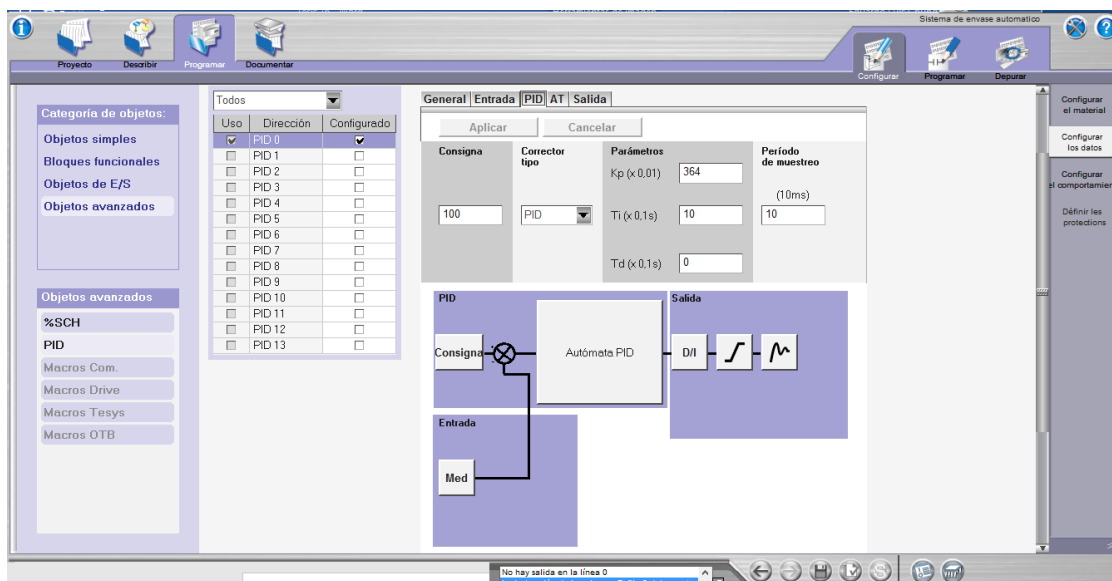 Sistema de envase automatico
Proyecto
Describir
Programar
Documentar
Configurar
Programar
Depurar
Categoría de objetos:
Objetos simples
Bloques funcionales
Objetos de E/S
Objetos avanzados
Objetos avanzados
%SCH
PID
Macros Com.
Macros Drive
Macros Tesys
Macros OTB
Todos
Uso Dirección Configurado
PID 0
PID 1
PID 2
PID 3
PID 4
PID 5
PID 6
PID 7
PID 8
PID 9
PID 10
PID 11
PID 12
PID 13
General Entrada PID AT Salida
Aplicar Cancelar
Consigna
100
Corrector
tipo
PID
Parámetros
Kp (x 0,01) 364
Ti (x 0,1s) 10
Td (x 0,1s) 0
Período
de muestreo
(10ms)
10
PID
Consigna
Autómata PID
Salida
D/I
Entrada
Med
Configurar
el material
Configurar
los datos
Configurar
el comportamier
Définir les
protections
No hay salida en la línea 0